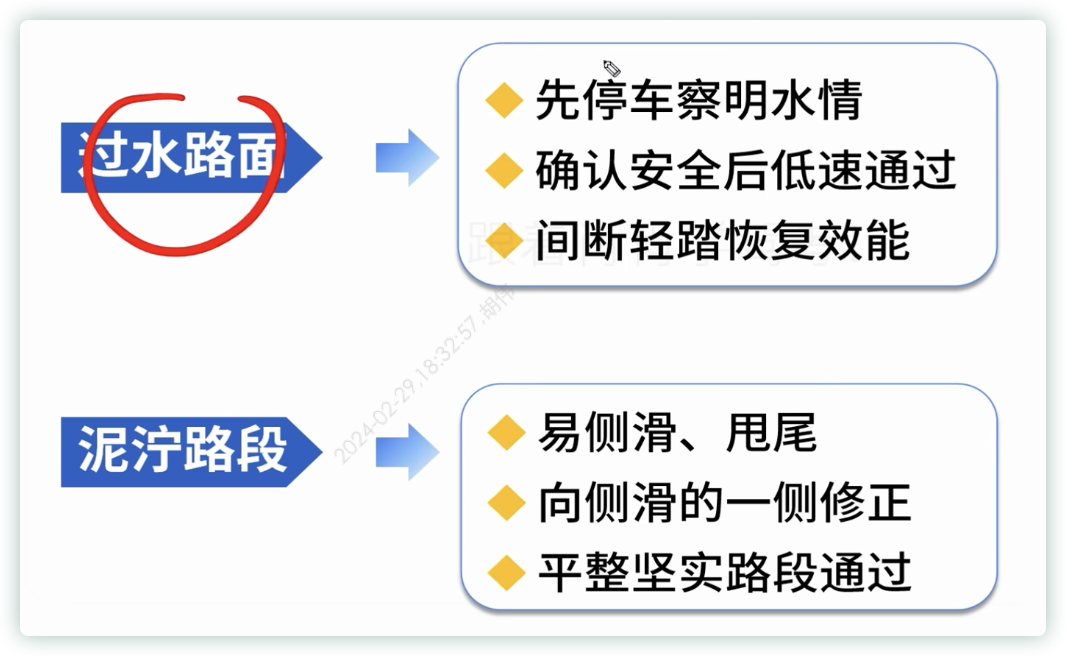 过水路面
先停车察明水情
确认安全后低速通过
间断轻踏恢复效能
2024-02-29,18:32:57,胡伟
泥泞路段
易侧滑、甩尾
向侧滑的一侧修正
平整坚实路段通过